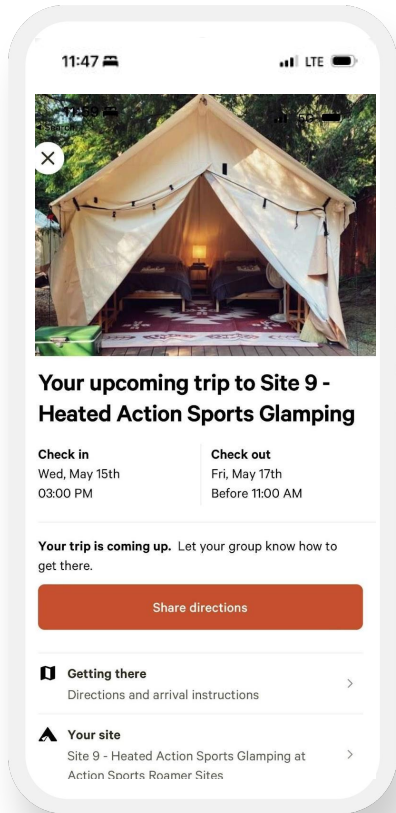 11:47
LTE
Your upcoming trip to Site 9 -
Heated Action Sports Glamping
Check in
Wed, May 15th
03:00 PM
Check out
Fri, May 17th
Before 11:00 AM
Your trip is coming up. Let your group know how to
get there.
Share directions
Getting there
Directions and arrival instructions
Your site
Site 9 - Heated Action Sports Glamping at
Action Sports Roamer Sites